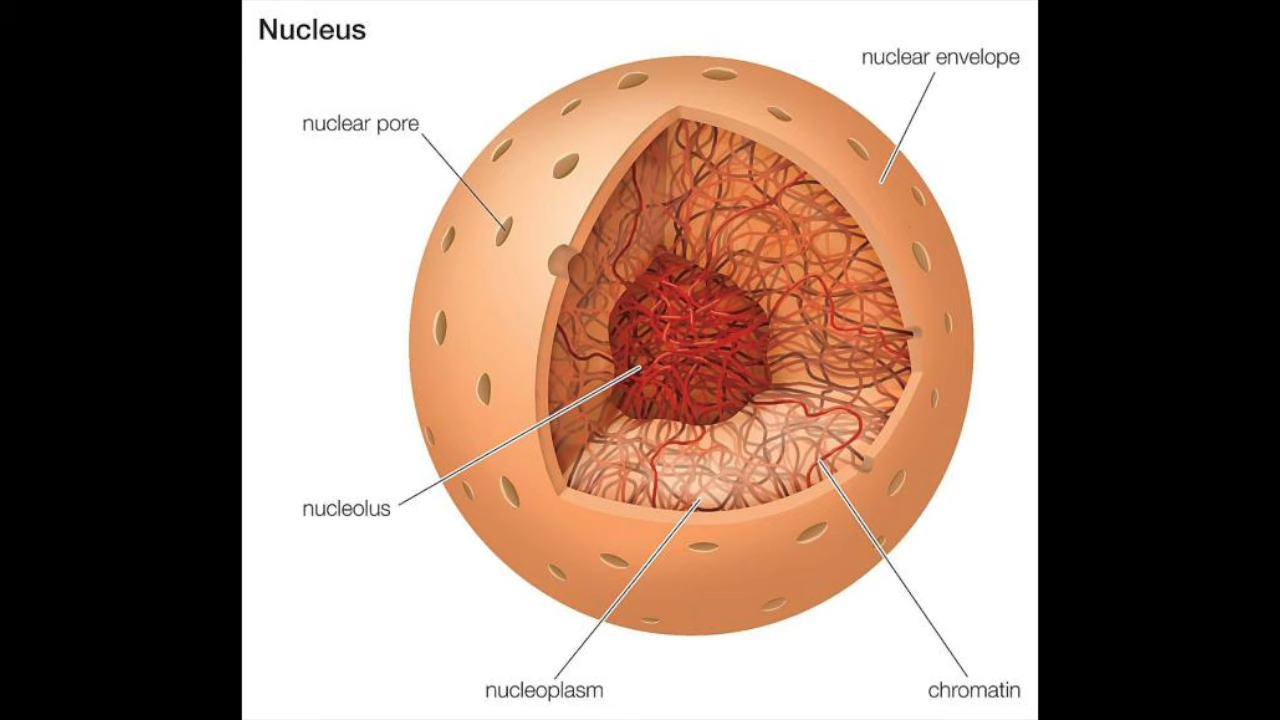 Nucleus
nuclear envelope
nuclear pore
nucleolus
nucleoplasm
chromatin